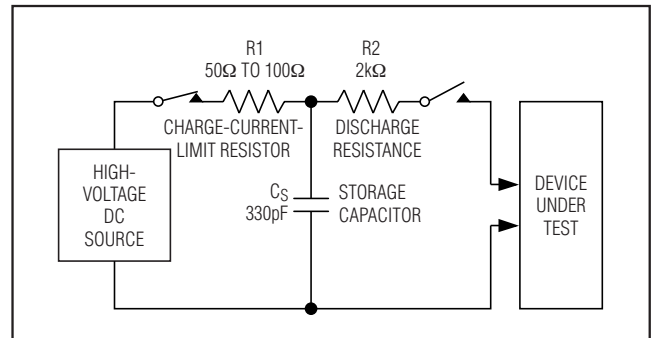 R1
50Ω TO 100Ω
CHARGE-CURRENT-
LIMIT RESISTOR
R2
2kΩ
DISCHARGE
RESISTANCE
HIGH-
VOLTAGE
DC
SOURCE
CS
330pF
STORAGE
CAPACITOR
DEVICE
UNDER
TEST